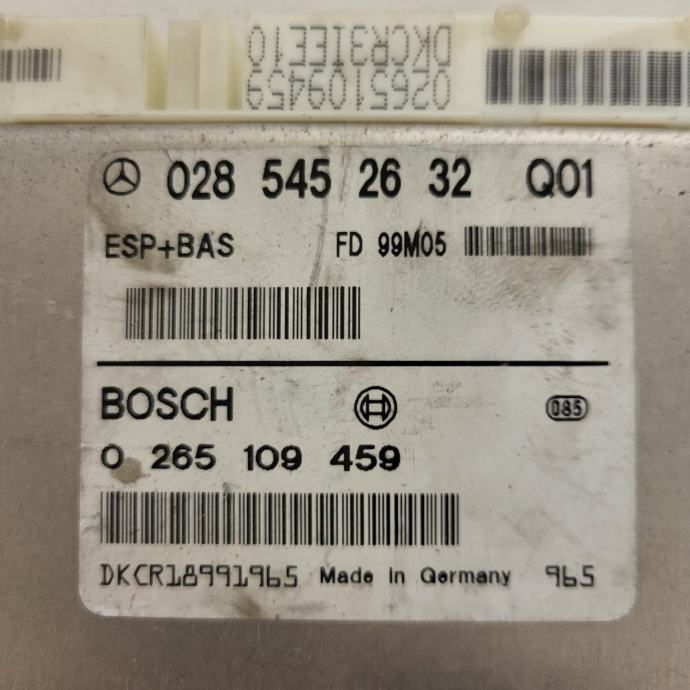 DKCR31EE10
0265109459
028 545 26 32 Q01
ESP+BAS FD 99M05
BOSCH 085
0 265 109 459
DKCR18991965 Made in Germany 965